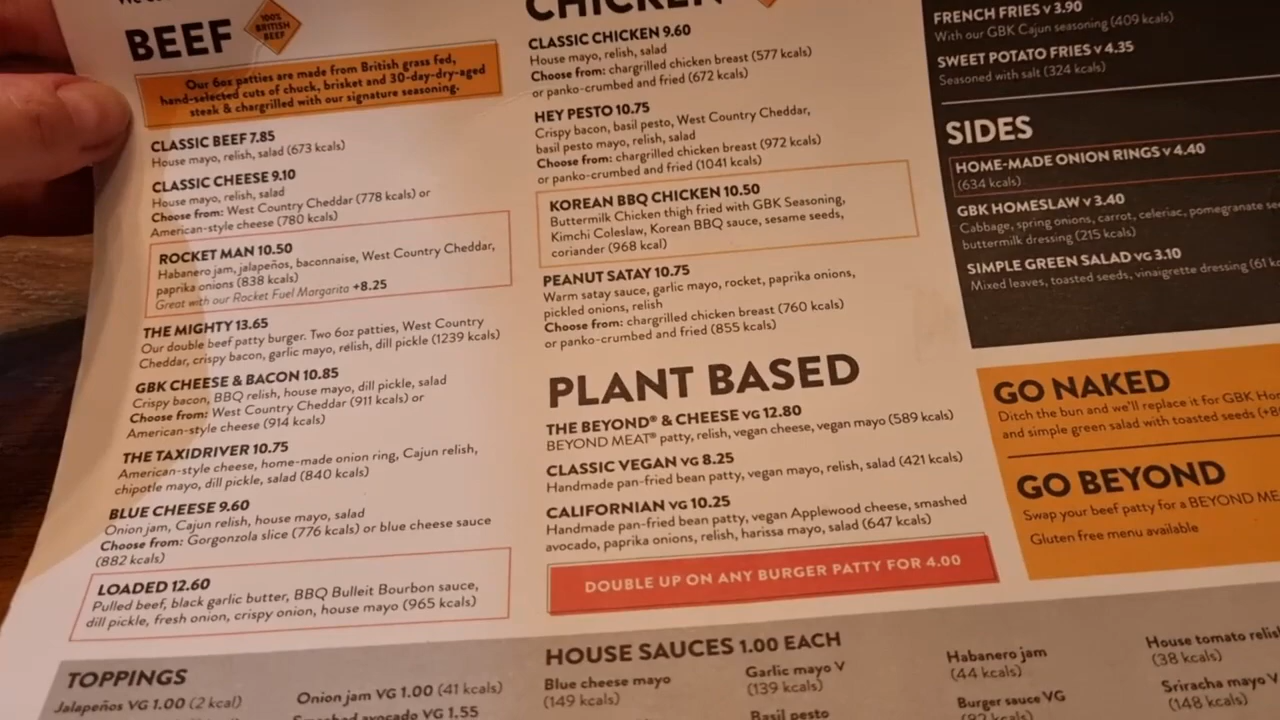 BEEF
100%
BRITISH
BEEF
Our 6oz patties are made from British grass fed,
hand-selected cuts of chuck, brisket and 30-day-dry-aged
steak & chargrilled with our signature seasoning.
CLASSIC BEEF 7.85
House mayo, relish, salad (673 kcals)
CLASSIC CHEESE 9.10
House mayo, relish, salad
Choose from: West Country Cheddar (778 kcals) or
American-style cheese (780 kcals)
ROCKET MAN 10.50
Habanero jam, jalapeños, baconnaise, West Country Cheddar,
paprika onions (838 kcals)
Great with our Rocket Fuel Margarita +8.25
THE MIGHTY 13.65
Our double beef patty burger. Two 6oz patties, West Country
Cheddar, crispy bacon, garlic mayo, relish, dill pickle (1239 kcals)
GBK CHEESE & BACON 10.85
Crispy bacon, BBQ relish, house mayo, dill pickle, salad
Choose from: West Country Cheddar (911 kcals) or
American-style cheese (914 kcals)
THE TAXIDRIVER 10.75
American-style cheese, home-made onion ring, Cajun relish,
chipotle mayo, dill pickle, salad (840 kcals)
BLUE CHEESE 9.60
Onion jam, Cajun relish, house mayo, salad
Choose from: Gorgonzola slice (776 kcals) or blue cheese sauce
(882 kcals)
LOADED 12.60
Pulled beef, black garlic butter, BBQ Bulleit Bourbon sauce,
dill pickle, fresh onion, crispy onion, house mayo (965 kcals)
CHICKEN
CLASSIC CHICKEN 9.60
House mayo, relish, salad
Choose from: chargrilled chicken breast (577 kcals)
or panko-crumbed and fried (672 kcals)
HEY PESTO 10.75
Crispy bacon, basil pesto, West Country Cheddar,
basil pesto mayo, relish, salad
Choose from: chargrilled chicken breast (972 kcals)
or panko-crumbed and fried (1041 kcals)
KOREAN BBQ CHICKEN 10.50
Buttermilk Chicken thigh fried with GBK Seasoning,
Kimchi Coleslaw, Korean BBQ sauce, sesame seeds,
coriander (968 kcal)
PEANUT SATAY 10.75
Warm satay sauce, garlic mayo, rocket, paprika onions,
pickled onions, relish
Choose from: chargrilled chicken breast (760 kcals)
or panko-crumbed and fried (855 kcals)
PLANT BASED
THE BEYOND® & CHEESE VG 12.80
BEYOND MEAT® patty, relish, vegan cheese, vegan mayo (589 kcals)
CLASSIC VEGAN VG 8.25
Handmade pan-fried bean patty, vegan mayo, relish, salad (421 kcals)
CALIFORNIAN VG 10.25
Handmade pan-fried bean patty, vegan Applewood cheese, smashed
avocado, paprika onions, relish, harissa mayo, salad (647 kcals)
DOUBLE UP ON ANY BURGER PATTY FOR 4.00
FRENCH FRIES V 3.90
With our GBK Cajun seasoning (409 kcals)
SWEET POTATO FRIES V 4.35
Seasoned with salt (324 kcals)
SIDES
HOME-MADE ONION RINGS V 4.40
(634 kcals)
GBK HOMESLAW V 3.40
Cabbage, spring onions, carrot, celeriac, pomegranate
buttermilk dressing (215 kcals)
SIMPLE GREEN SALAD VG 3.10
Mixed leaves, toasted seeds, vinaigrette dressing (61
GO NAKED
Ditch the bun and we'll replace it for GBK
and simple green salad with toasted seeds
GO BEYOND
Swap your beef patty for a BEYOND
Gluten free menu available
TOPPINGS
Jalapeños VG 1.00 (2 kcal)
Onion jam VG 1.00 (41 kcals)
Smashed avocado VG 1.55
HOUSE SAUCES 1.00 EACH
Blue cheese mayo
(149 kcals)
Garlic mayo V
(139 kcals)
Basil pesto
Habanero jam
(44 kcals)
Burger sauce VG
House tomato relish
(38 kcals)
Sriracha mayo V
(148 kcals)